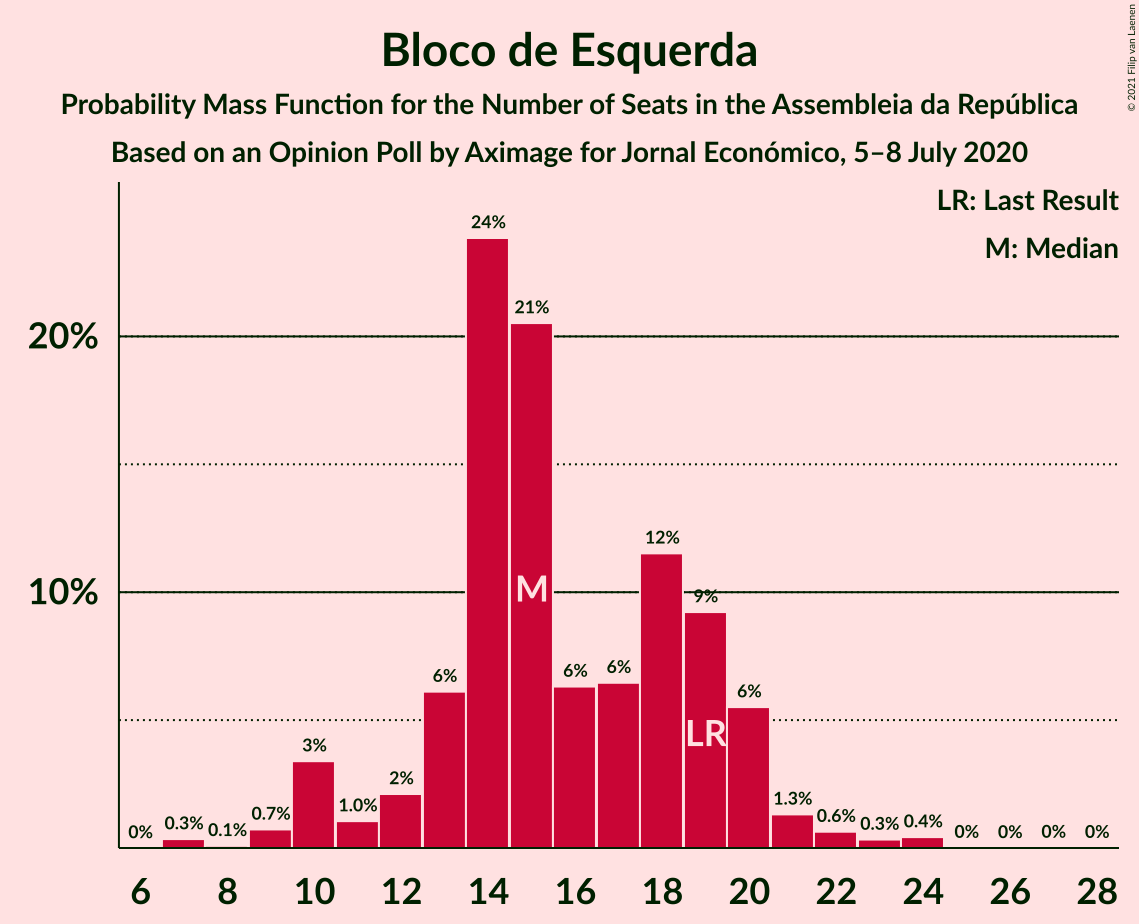 Bloco de Esquerda
Probability Mass Function for the Number of Seats in the Assembleia da República
Based on an Opinion Poll by Aximage for Jornal Económico, 5–8 July 2020
© 2021 Filip van Laenen
LR: Last Result
M: Median
20%
10%
0%
0.3%
0.1%
0.7%
3%
1.0%
2%
6%
24%
21%
6%
6%
12%
9%
6%
1.3%
0.6%
0.3%
0.4%
0%
0%
0%
0%
M
LR
6 8 10 12 14 16 18 20 22 24 26 28